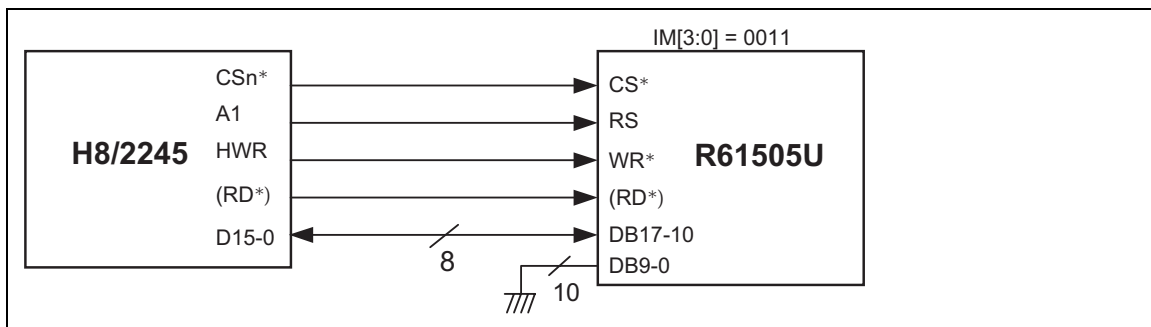 IM[3:0] = 0011
H8/2245
CSn*
A1
HWR
(RD*)
D15-0
8
10
CS*
RS
WR*
(RD*)
DB17-10
DB9-0
R61505U